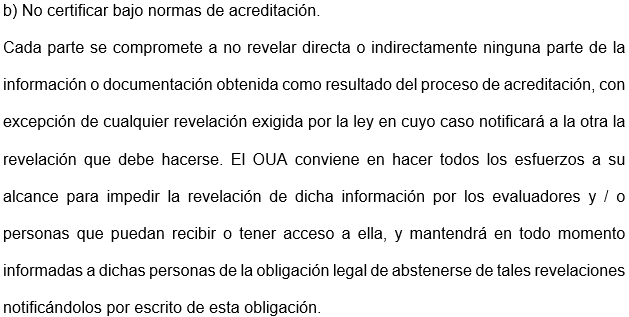 b) No certificar bajo normas de acreditación.
Cada parte se compromete a no revelar directa o indirectamente ninguna parte de la
información o documentación obtenida como resultado del proceso de acreditación, con
excepción de cualquier revelación exigida por la ley en cuyo caso notificará a la otra la
revelación que debe hacerse. El OUA conviene en hacer todos los esfuerzos a su
alcance para impedir la revelación de dicha información por los evaluadores y / o
personas que puedan recibir o tener acceso a ella, y mantendrá en todo momento
informadas a dichas personas de la obligación legal de abstenerse de tales revelaciones
notificándolos por escrito de esta obligación.